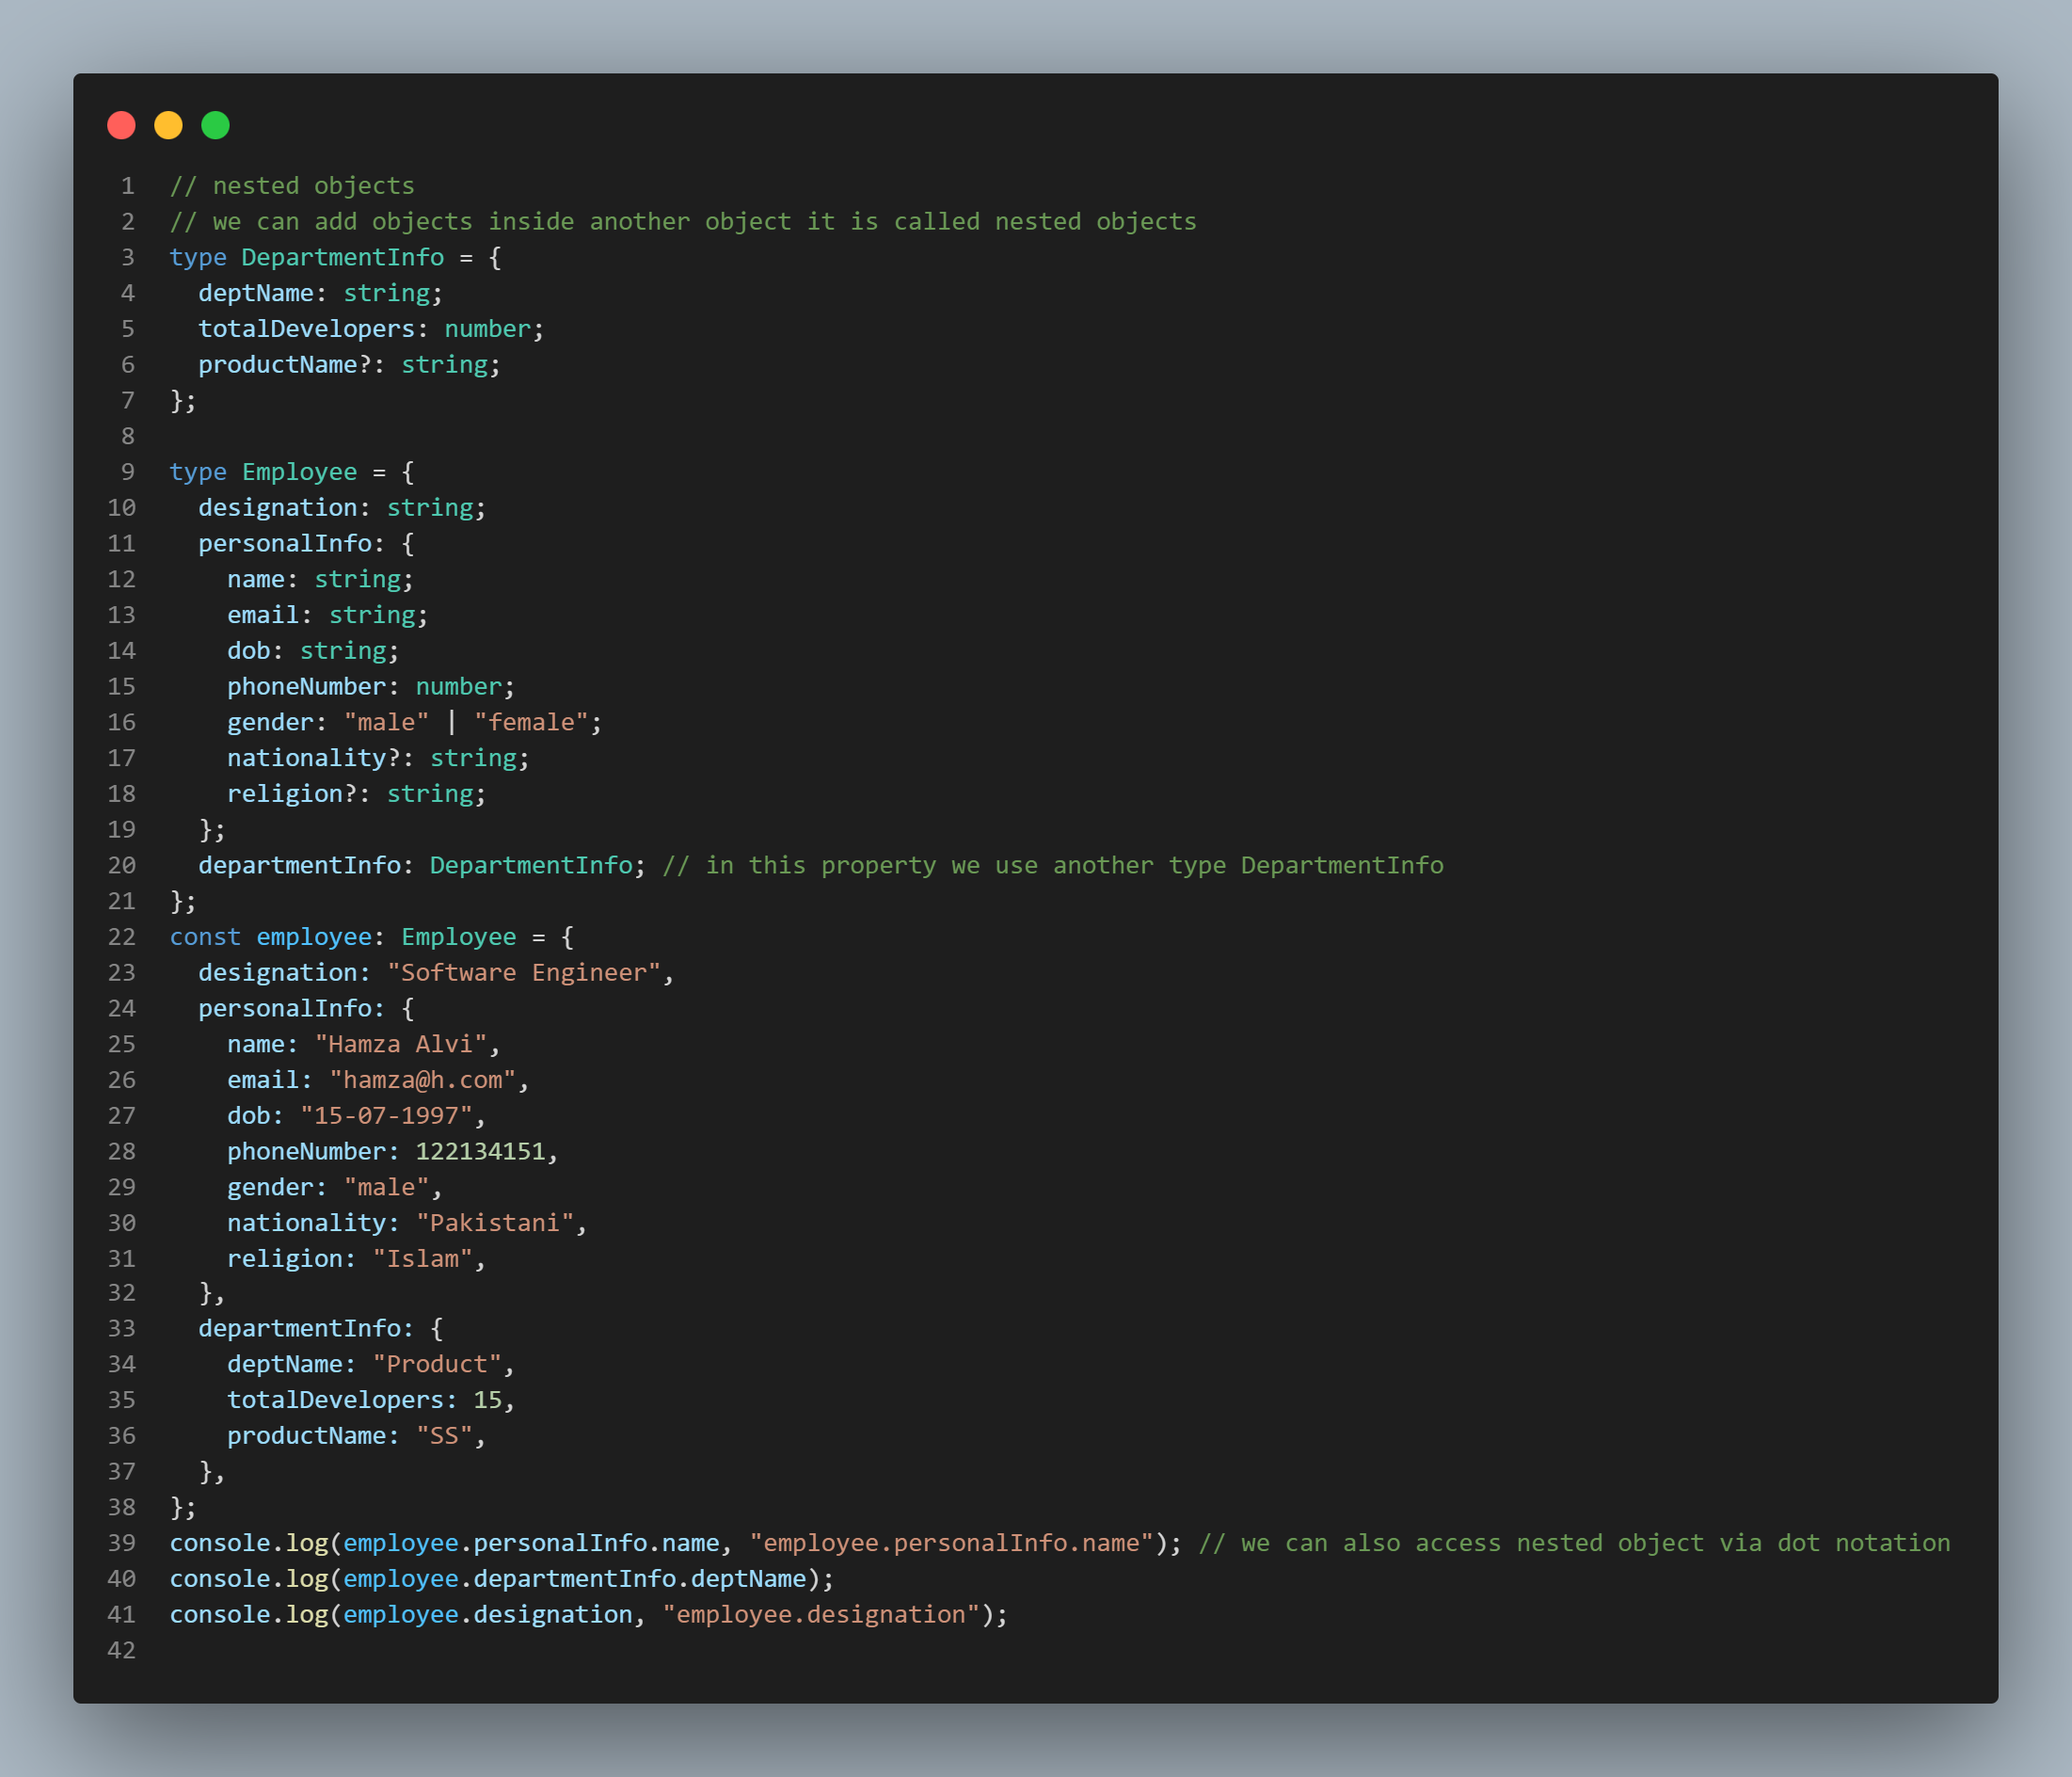 1 // nested objects
2 // we can add objects inside another object it is called nested objects
3 type DepartmentInfo = {
4   deptName: string;
5   totalDevelopers: number;
6   productName?: string;
7 };
8
9 type Employee = {
10   designation: string;
11   personalInfo: {
12     name: string;
13     email: string;
14     dob: string;
15     phoneNumber: number;
16     gender: "male" | "female";
17     nationality?: string;
18     religion?: string;
19   };
20   departmentInfo: DepartmentInfo; // in this property we use another type DepartmentInfo
21 };
22 const employee: Employee = {
23   designation: "Software Engineer",
24   personalInfo: {
25     name: "Hamza Alvi",
26     email: "hamza@h.com",
27     dob: "15-07-1997",
28     phoneNumber: 122134151,
29     gender: "male",
30     nationality: "Pakistani",
31     religion: "Islam",
32   },
33   departmentInfo: {
34     deptName: "Product",
35     totalDevelopers: 15,
36     productName: "SS",
37   },
38 };
39 console.log(employee.personalInfo.name, "employee.personalInfo.name"); // we can also access nested object via dot notation
40 console.log(employee.departmentInfo.deptName);
41 console.log(employee.designation, "employee.designation");
42